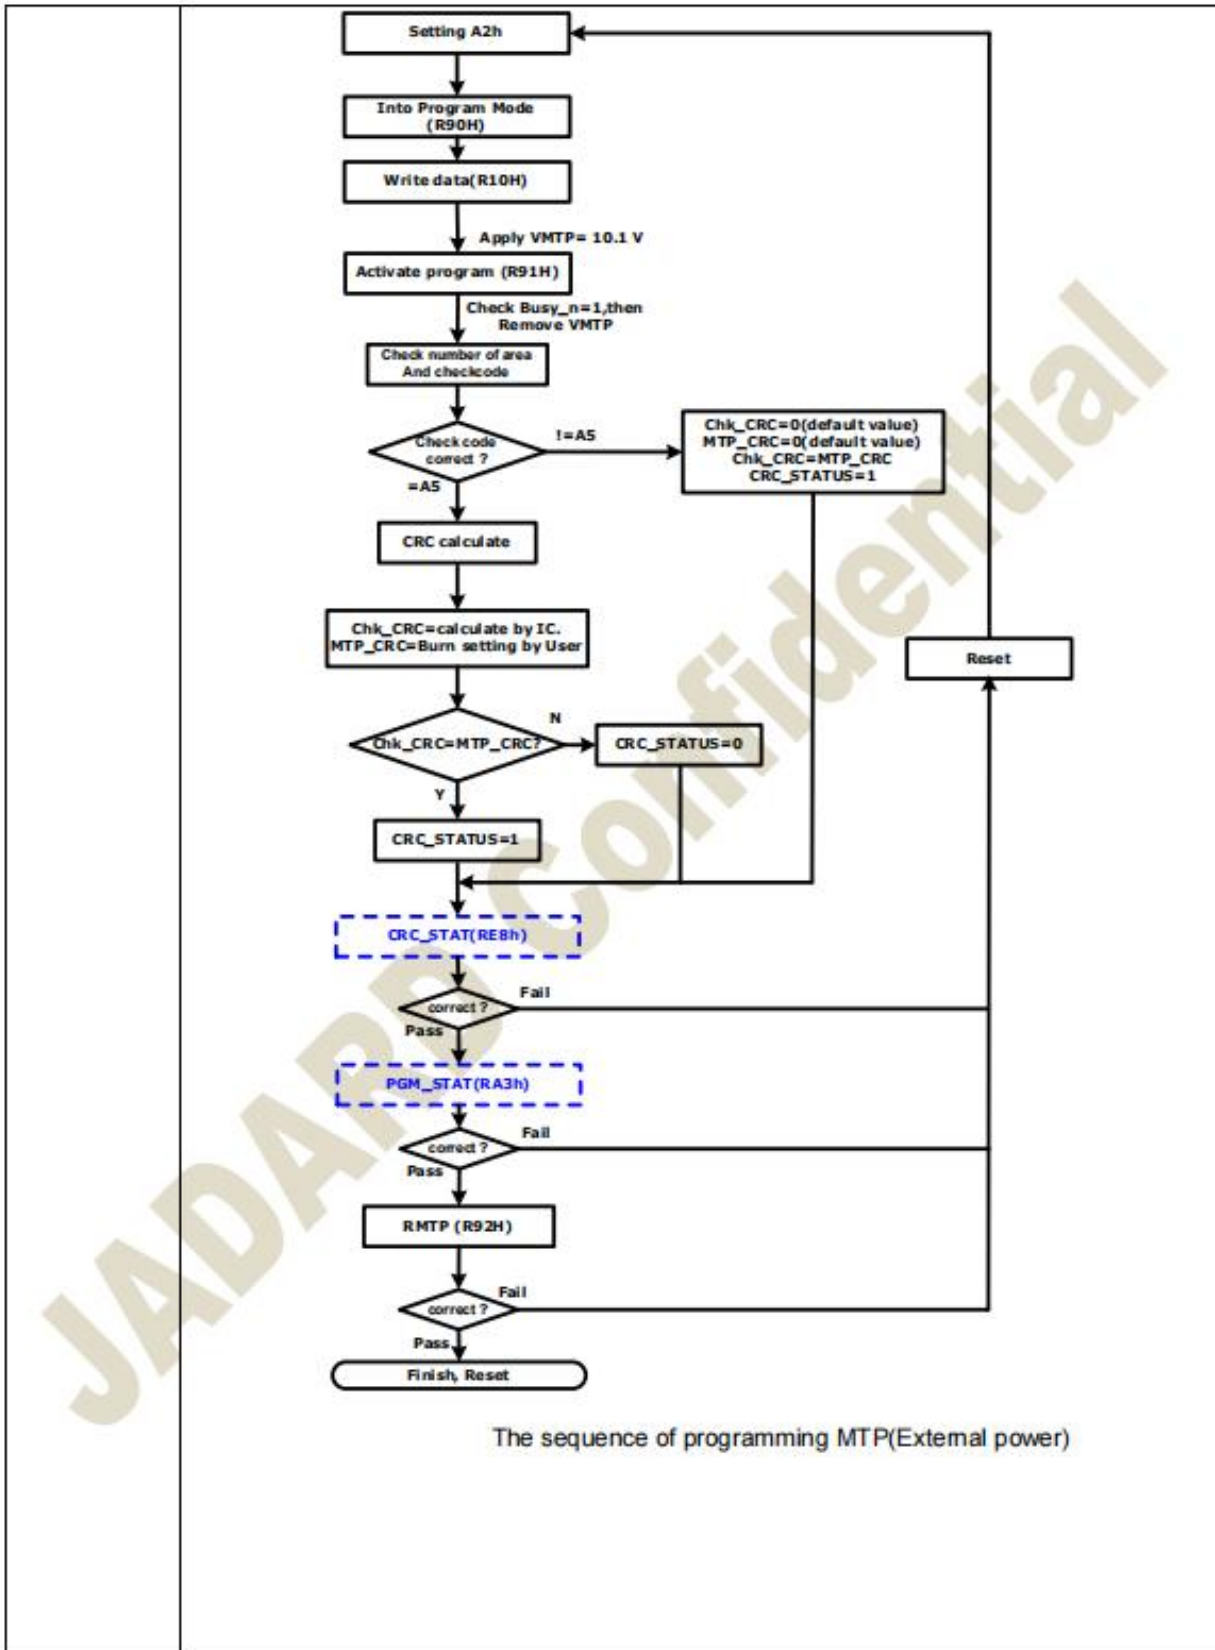 Setting A2h
Into Program Mode
(R90H)
Write data(R10H)
Apply VMTP= 10.1 V
Activate program (R91H)
Check Busy_n=1,then
Remove VMTP
Check number of area
And checkcode
Check code
correct ?
!=A5
=A5
Chk_CRC=0(default value)
MTP_CRC=0(default value)
Chk_CRC=MTP_CRC
CRC_STATUS=1
CRC calculate
Chk_CRC=calculate by IC.
MTP_CRC=Burn setting by User
Reset
Chk_CRC=MTP_CRC?
N
CRC_STATUS=0
Y
CRC_STATUS=1
CRC_STAT(RE8h)
correct ?
Fail
Pass
PGM_STAT(RA3h)
correct ?
Fail
Pass
RMTP (R92H)
correct ?
Fail
Pass
Finish, Reset
The sequence of programming MTP(External power)
JADARD Confidential